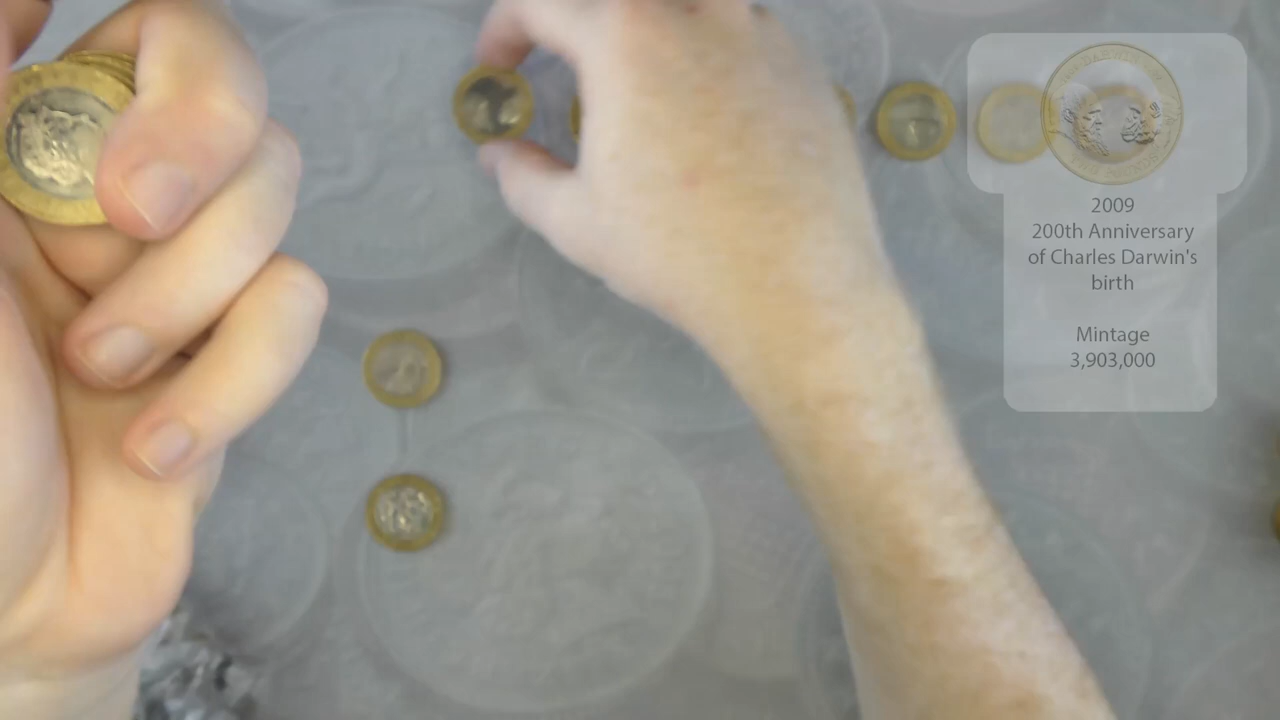 2009
200th Anniversary
of Charles Darwin's
birth
Mintage
3,903,000